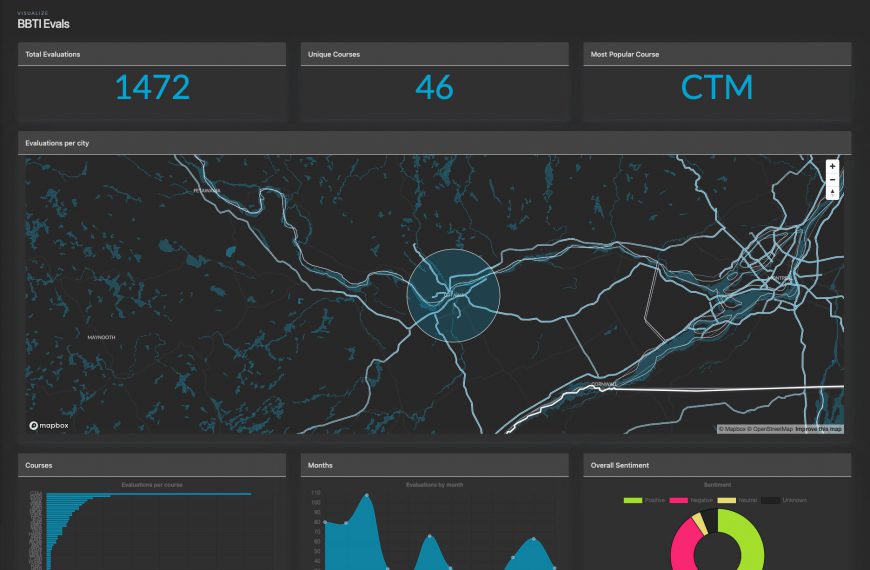 VISUALIZE
BBTI Evals
Total Evaluations
1472
Unique Courses
46
Most Popular Course
CTM
Evaluations per city
PEMBROKE
MAYNOOTH
CORNWALL
mapbox
© Mapbox © OpenStreetMap Improve this map
Courses
Evaluations per course
Months
Evaluations by month
110
100
90
80
70
60
50
40
30
Overall Sentiment
Sentiment
Positive
Negative
Neutral
Unknown